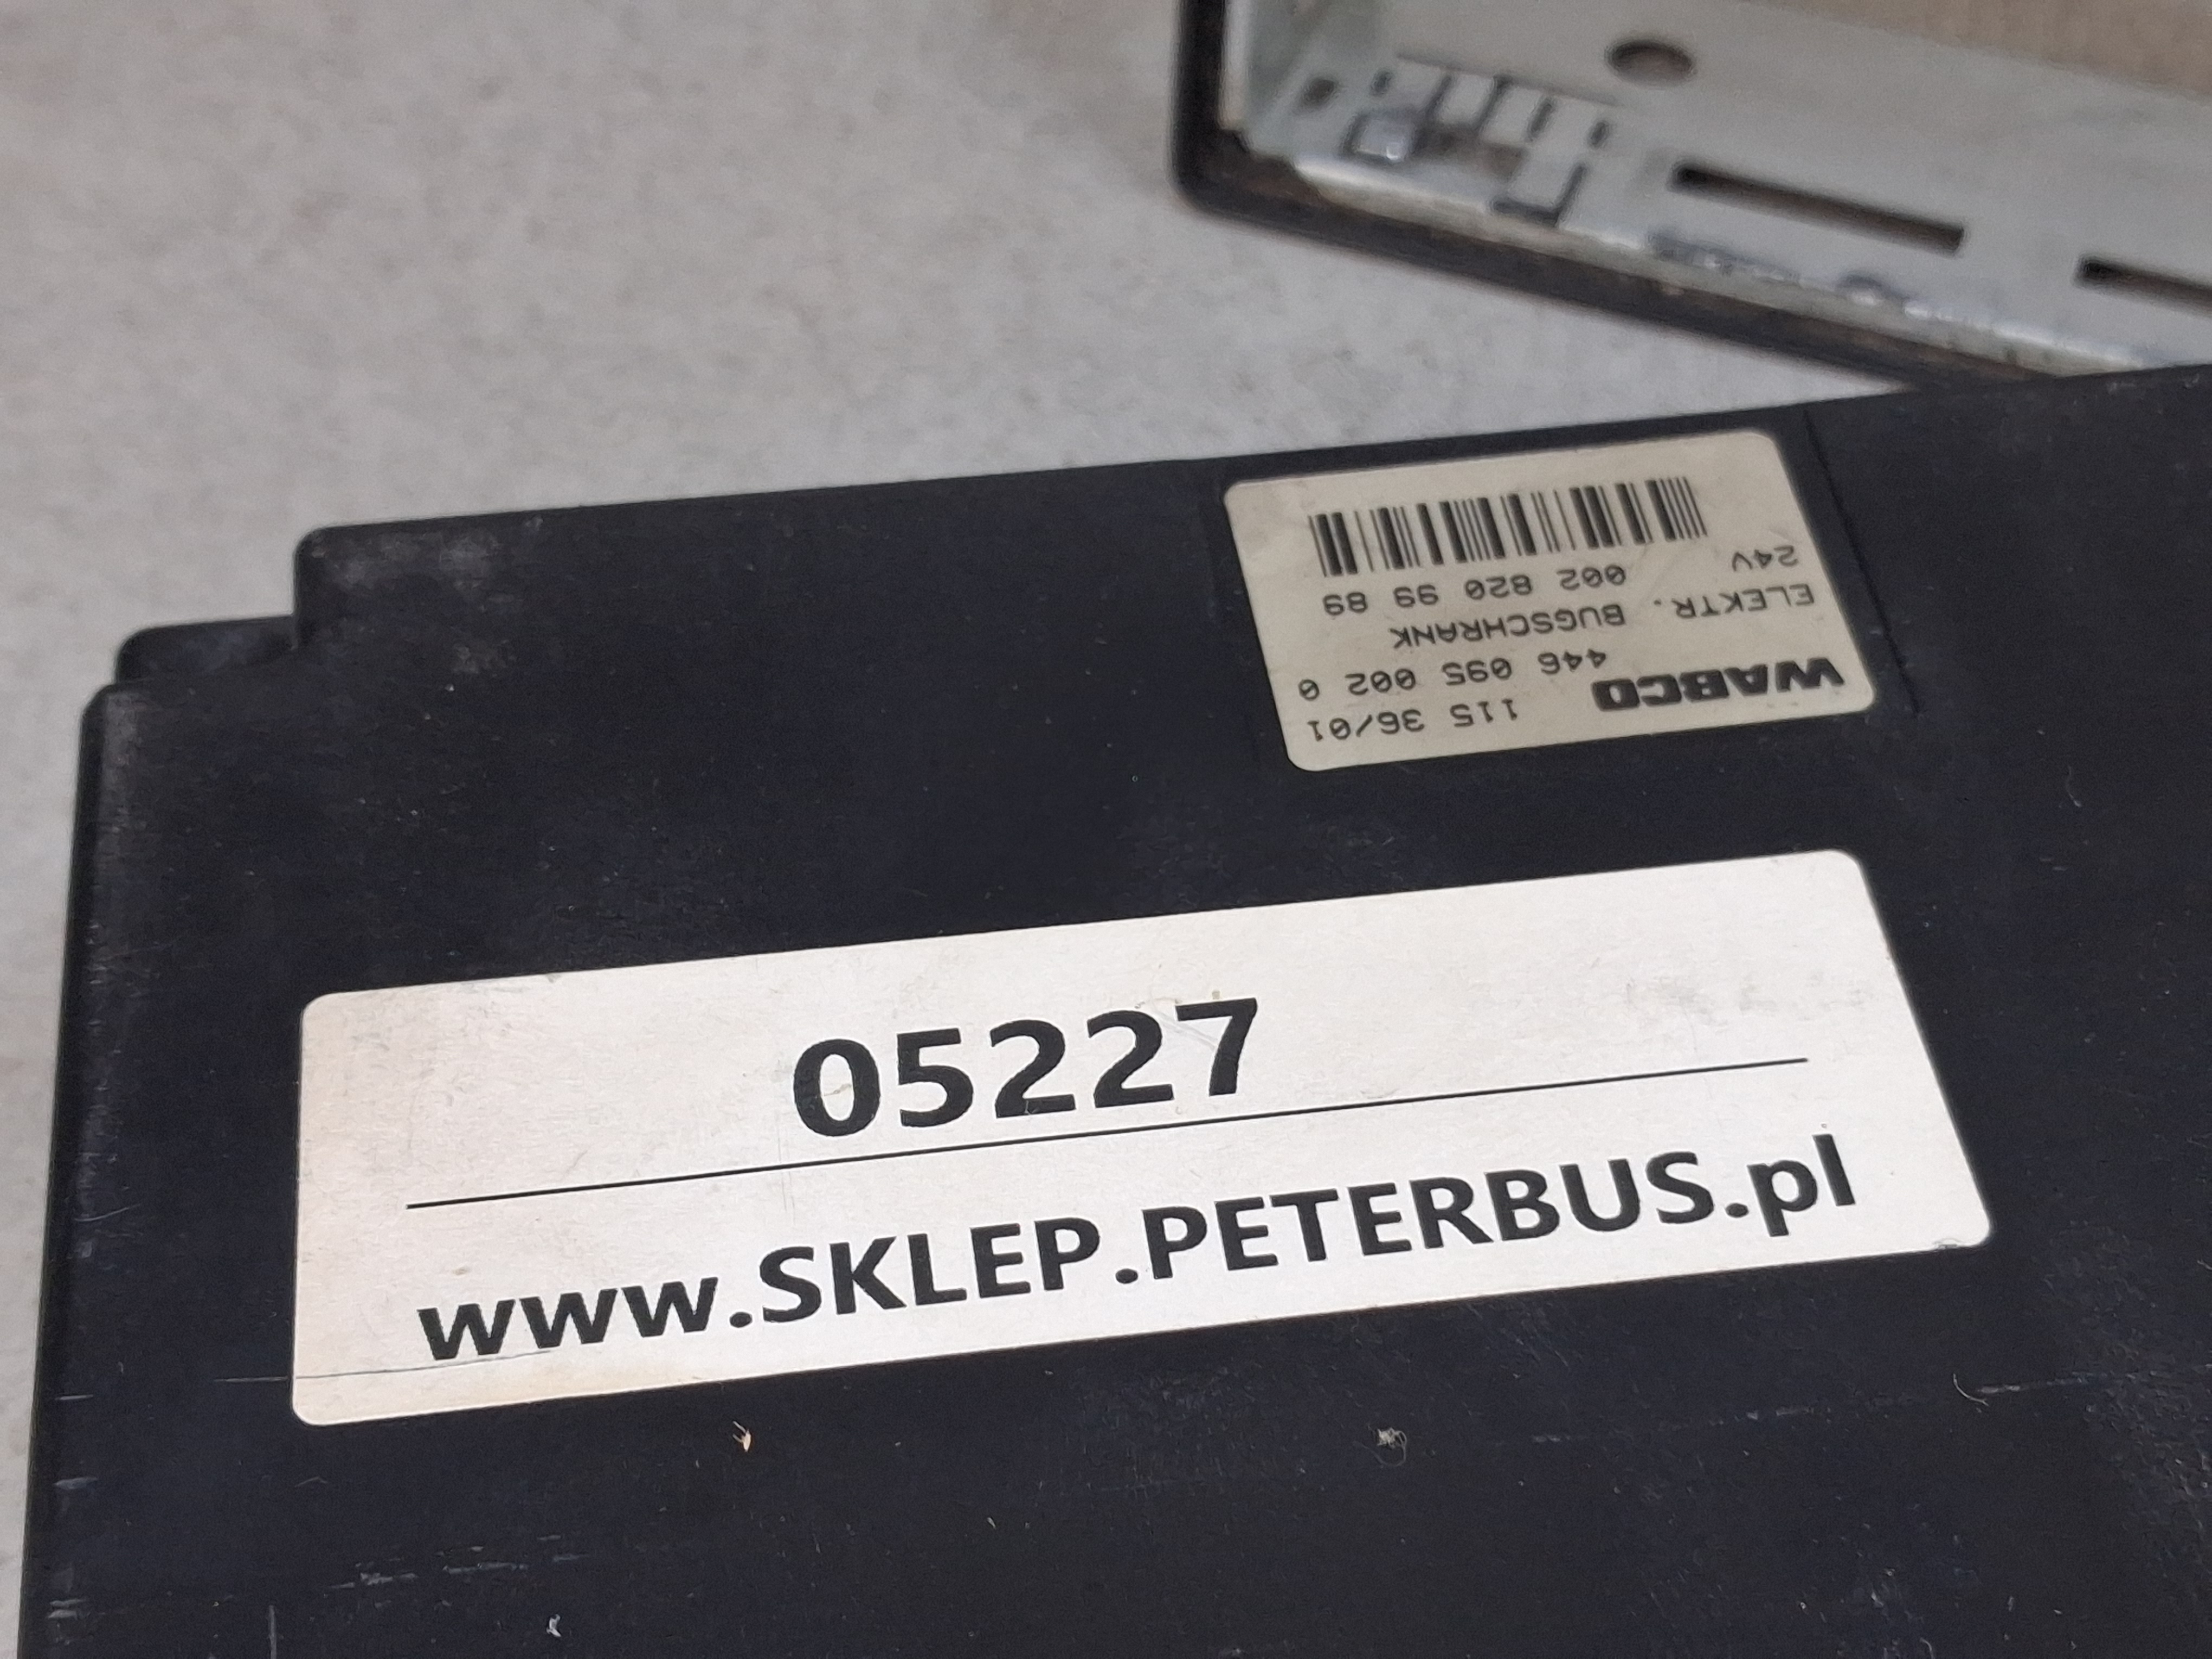 WABCO 115 36/01
446 095 002 0
ELEKTR. BUGSCHRANK
24V 002 820 99 89
05227
www.SKLEP.PETERBUS.pl